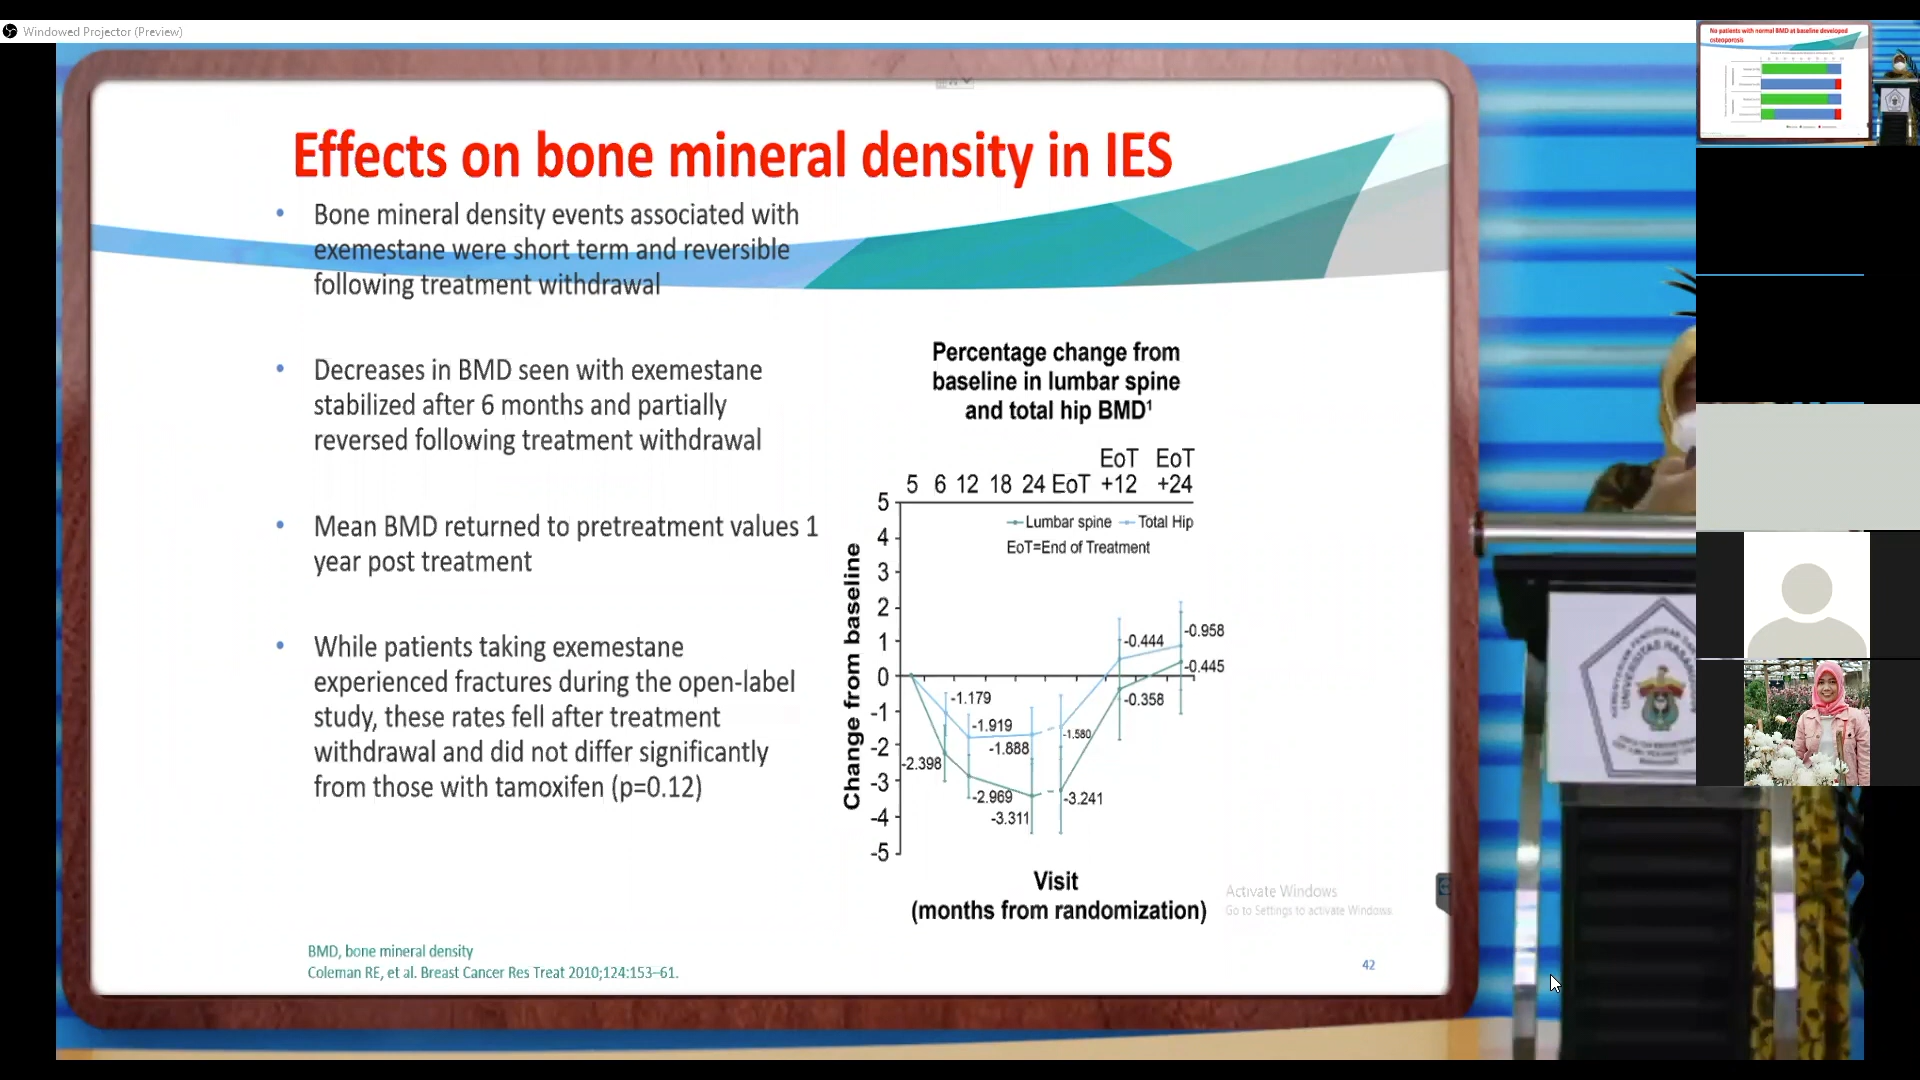 Windowed Projector (Preview)
Effects on bone mineral density in IES
• Bone mineral density events associated with
exemestane were short term and reversible
following treatment withdrawal
• Decreases in BMD seen with exemestane
stabilized after 6 months and partially
reversed following treatment withdrawal
• Mean BMD returned to pretreatment values 1
year post treatment
• While patients taking exemestane
experienced fractures during the open-label
study, these rates fell after treatment
withdrawal and did not differ significantly
from those with tamoxifen (p=0.12)
Percentage change from
baseline in lumbar spine
and total hip BMD¹
EoT EoT
5 6 12 18 24 EoT +12 +24
Lumbar spine Total Hip
EoT=End of Treatment
Change from baseline
5
4
3
2
1
0
-1
-2
-3
-4
-5
-0.958
-0.444
-0.445
-1.179
-0.358
-1.919
-1.580
-1.888
-2.398
-2.969
-3.241
-3.311
Visit
(months from randomization)
Activate Windows
Go to Settings to activate Windows.
BMD, bone mineral density
Coleman RE, et al. Breast Cancer Res Treat 2010;124:153–61.
42
No patients with normal BMD at baseline developed
osteoporosis